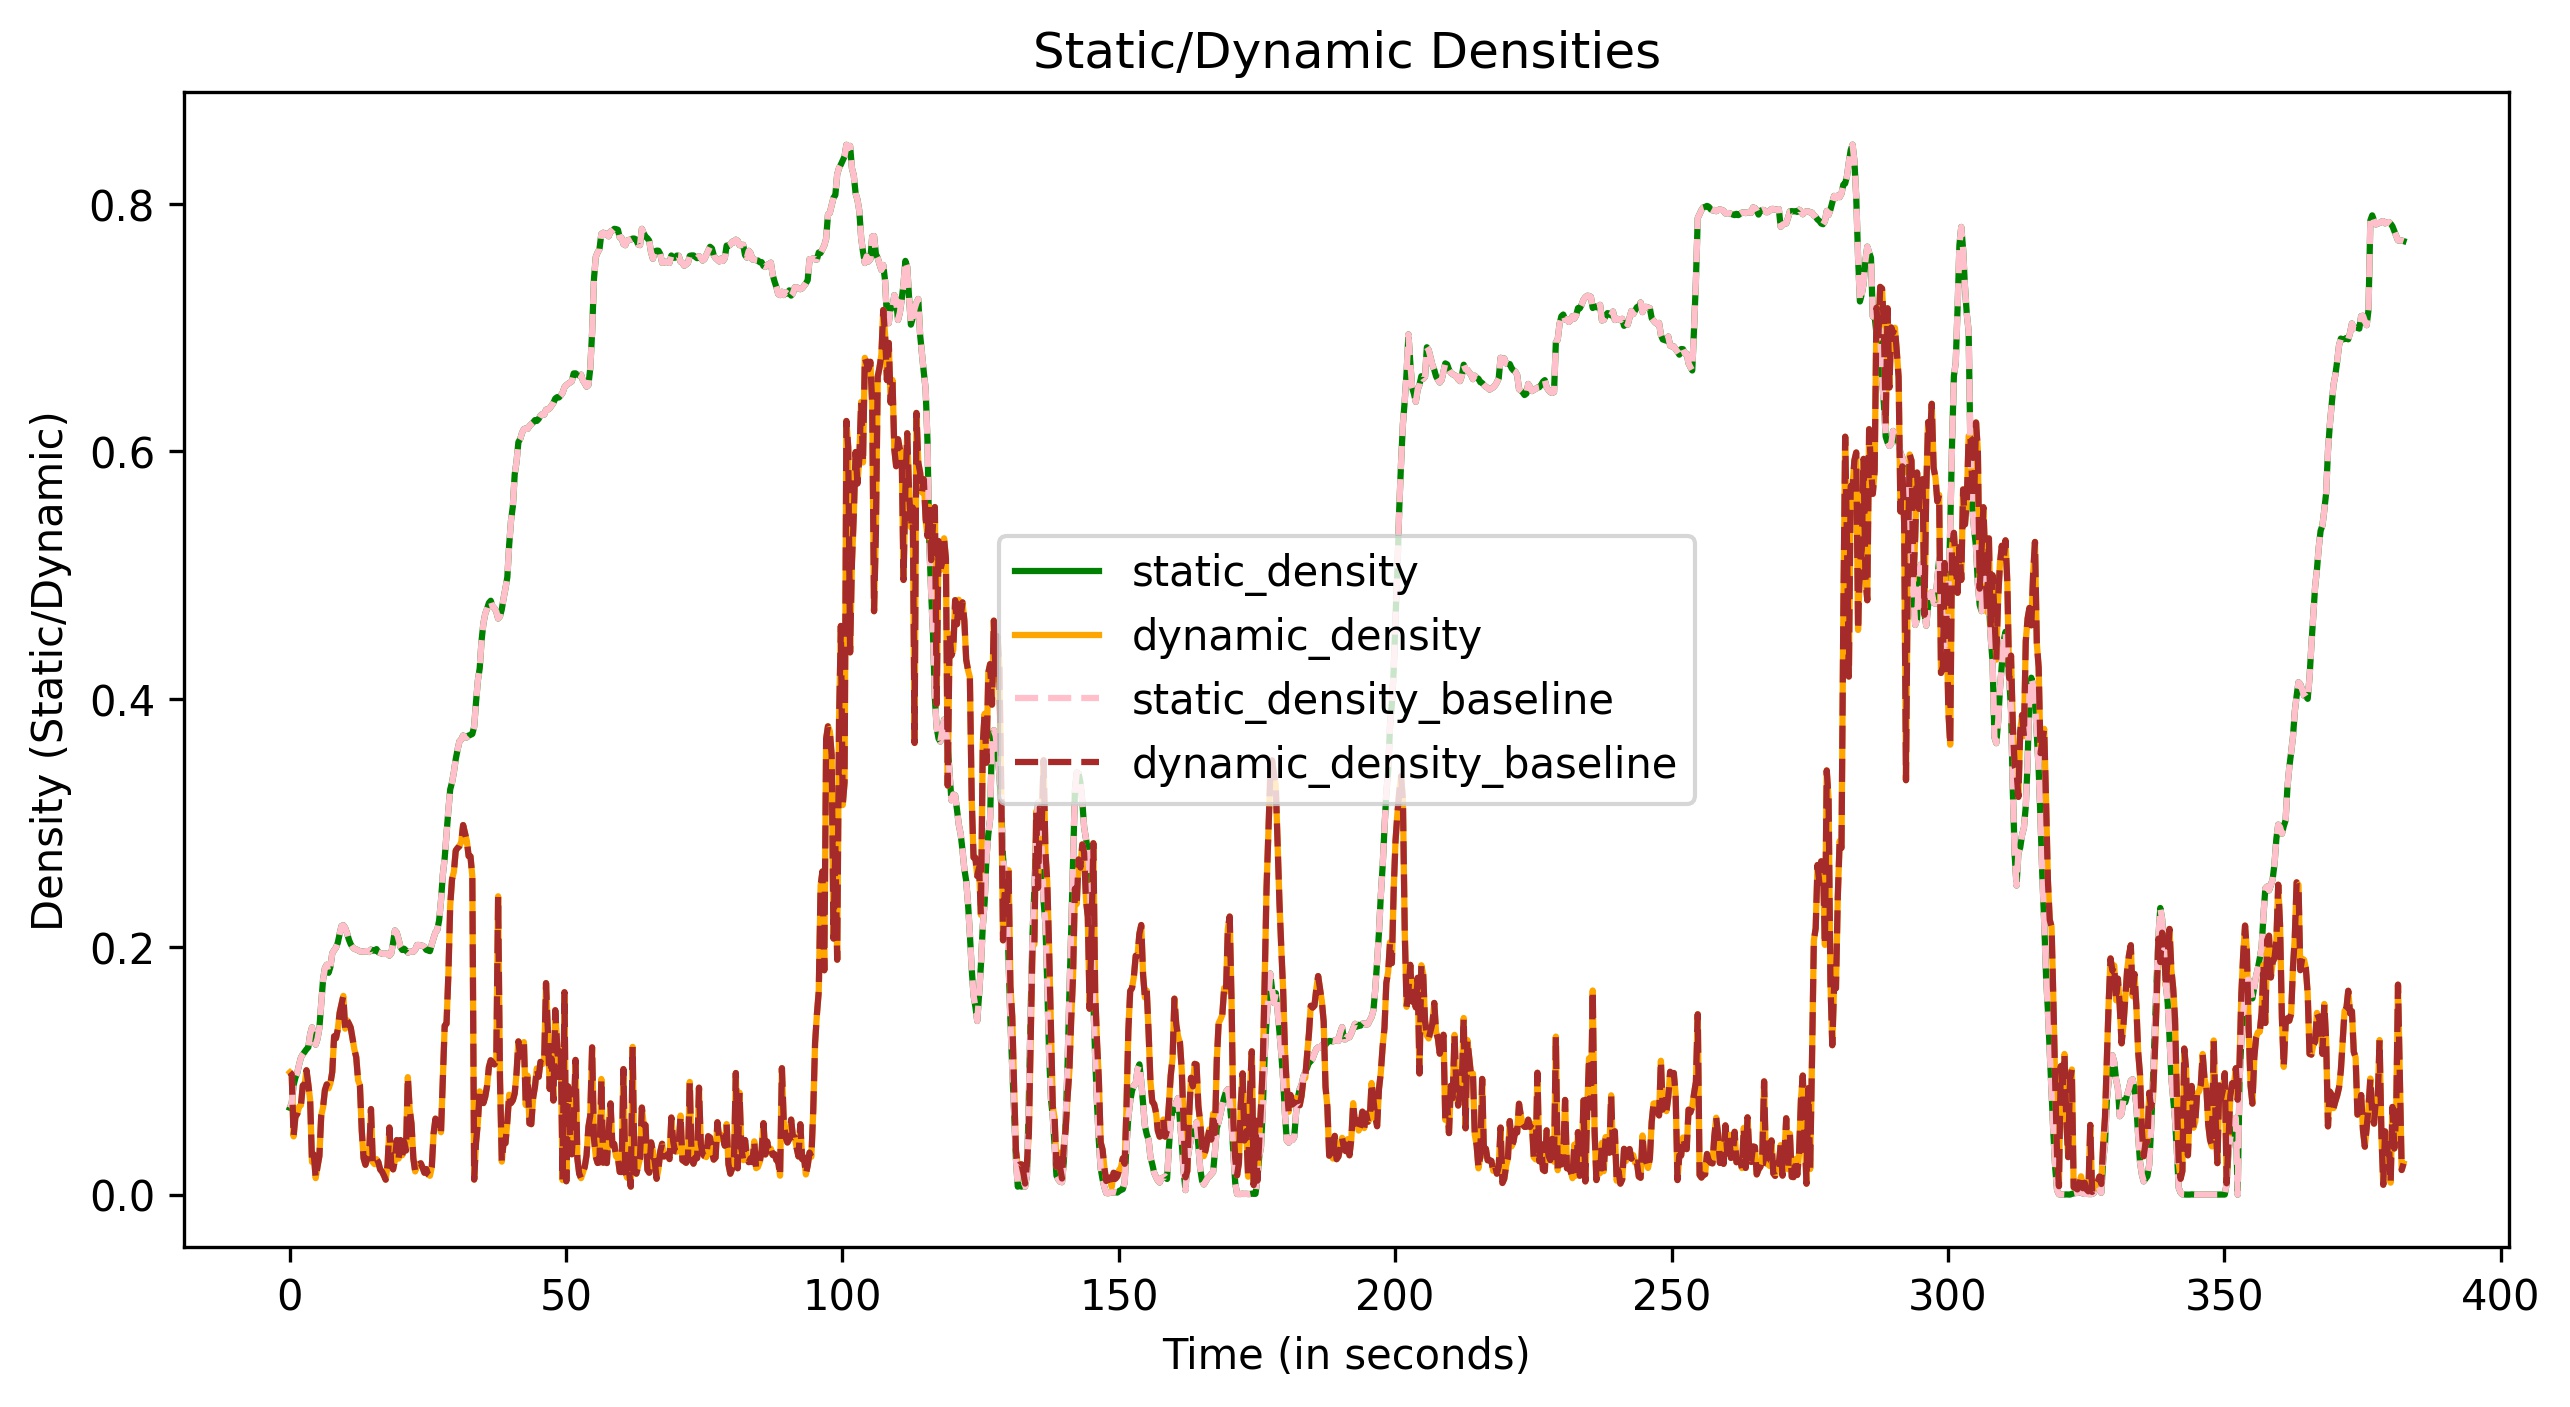 Static/Dynamic Densities
Density (Static/Dynamic)
0.8
0.6
0.4
0.2
0.0
static_density
dynamic_density
static_density_baseline
dynamic_density_baseline
0 50 100 150 200 250 300 350 400
Time (in seconds)